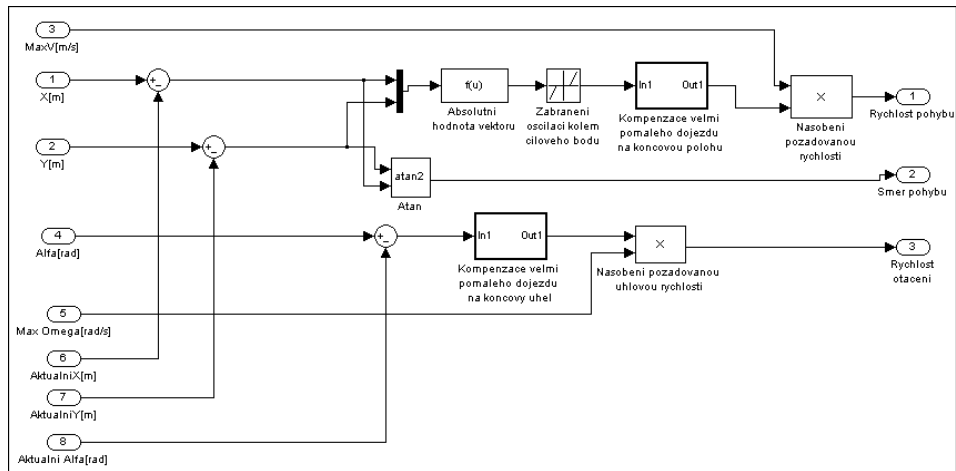 3
MaxV[m/s]
1
X[m]
2
Y[m]
4
Alfa[rad]
5
Max Omega[rad/s]
6
AktualniX[m]
7
AktualniY[m]
8
Aktualni Alfa[rad]
f(u)
Absolutni
hodnota vektoru
Zabraneni
oscilaci kolem
ciloveho bodu
In1 Out1
Kompenzace velmi
pomaleho dojezdu
na koncovou polohu
×
Nasobeni
pozadovanou
rychlosti
1
Rychlost pohybu
atan2
Atan
2
Smer pohybu
In1 Out1
Kompenzace velmi
pomaleho dojezdu
na koncovy uhel
×
Nasobeni pozadovanou
uhlovou rychlosti
3
Rychlost
otaceni